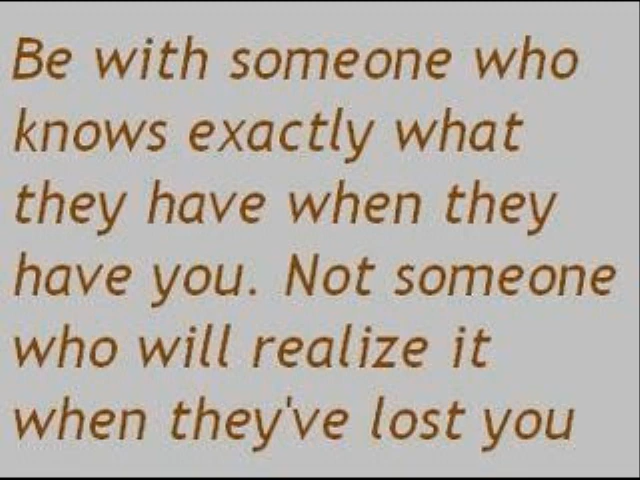 Be with someone who
knows exactly what
they have when they
have you. Not someone
who will realize it
when they've lost you